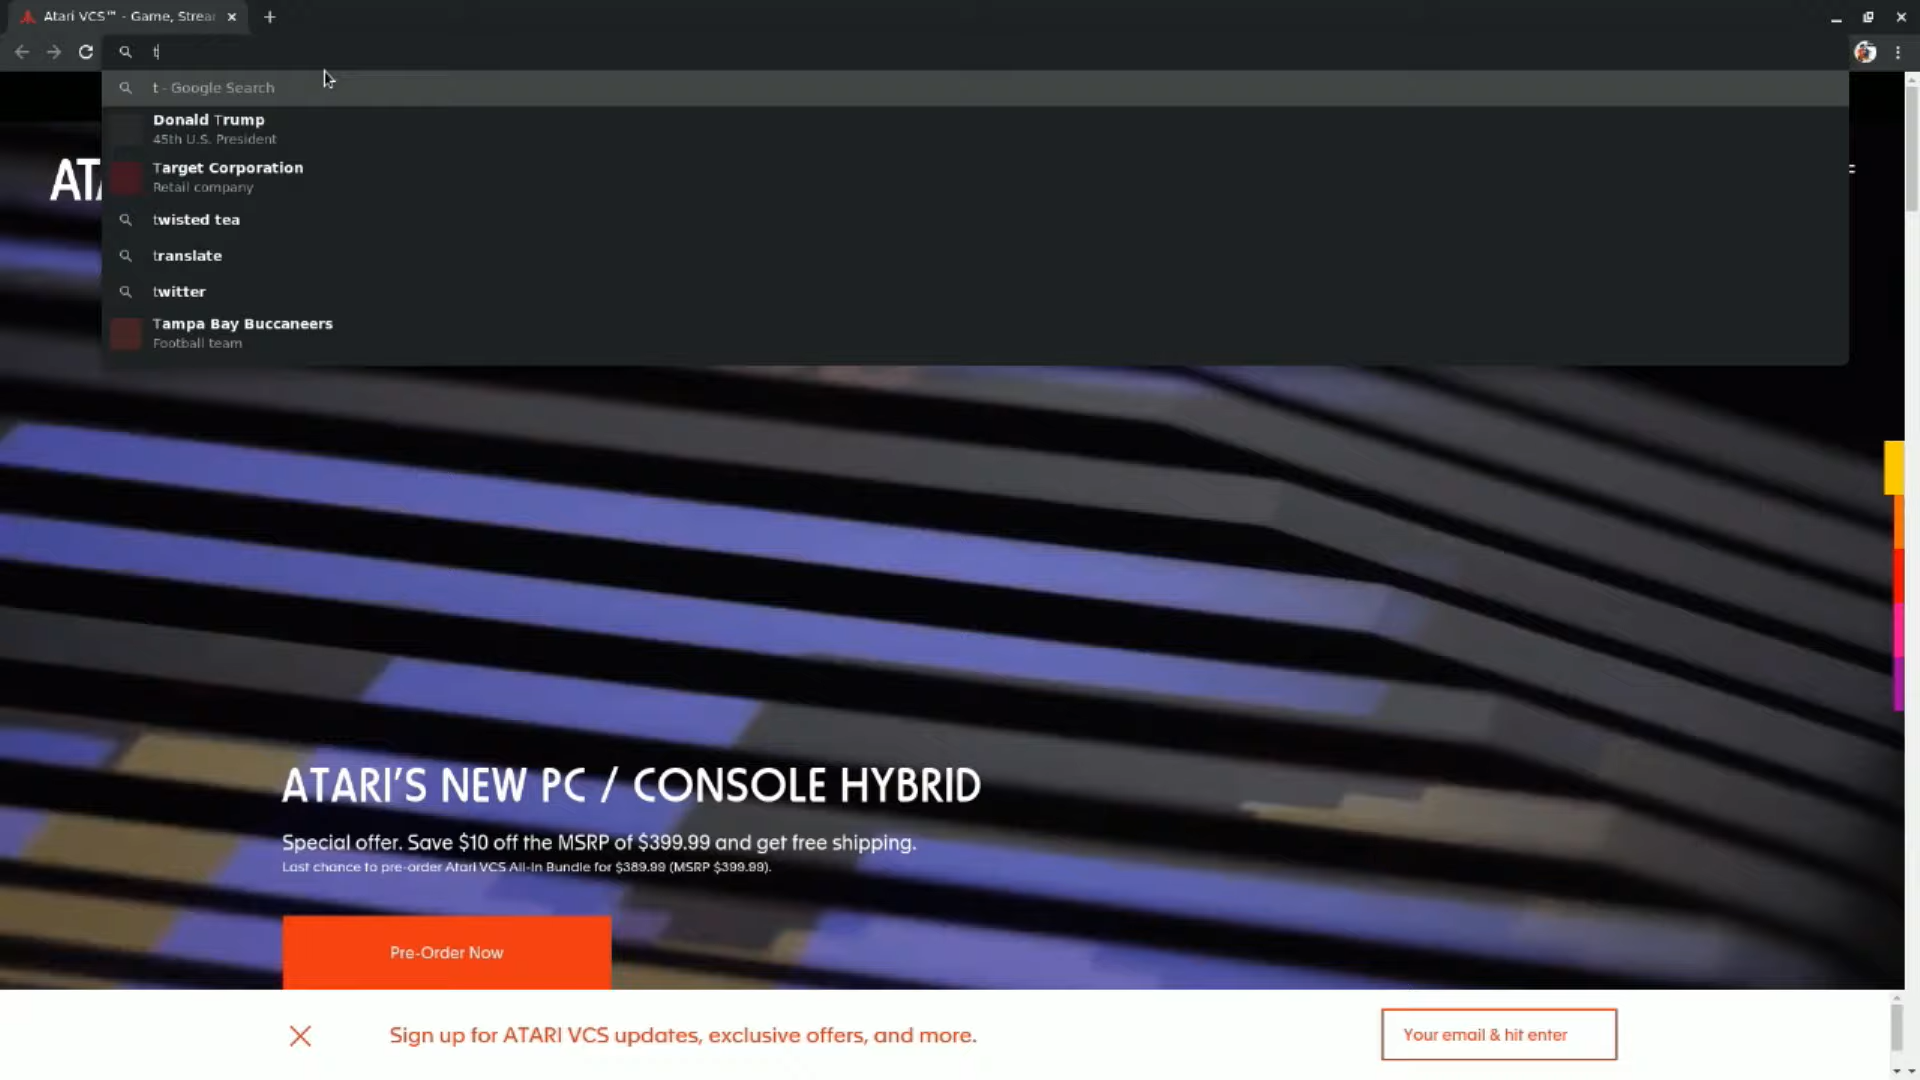 Atari VCS™ - Game, Strea
t
t - Google Search
Donald Trump
45th U.S. President
Target Corporation
Retail company
twisted tea
translate
twitter
Tampa Bay Buccaneers
Football team
ATA
ATARI'S NEW PC / CONSOLE HYBRID
Special offer. Save $10 off the MSRP of $399.99 and get free shipping.
Last chance to pre-order Atari VCS All-In Bundle for $389.99 (MSRP $399.99).
Pre-Order Now
Sign up for ATARI VCS updates, exclusive offers, and more.
Your email & hit enter